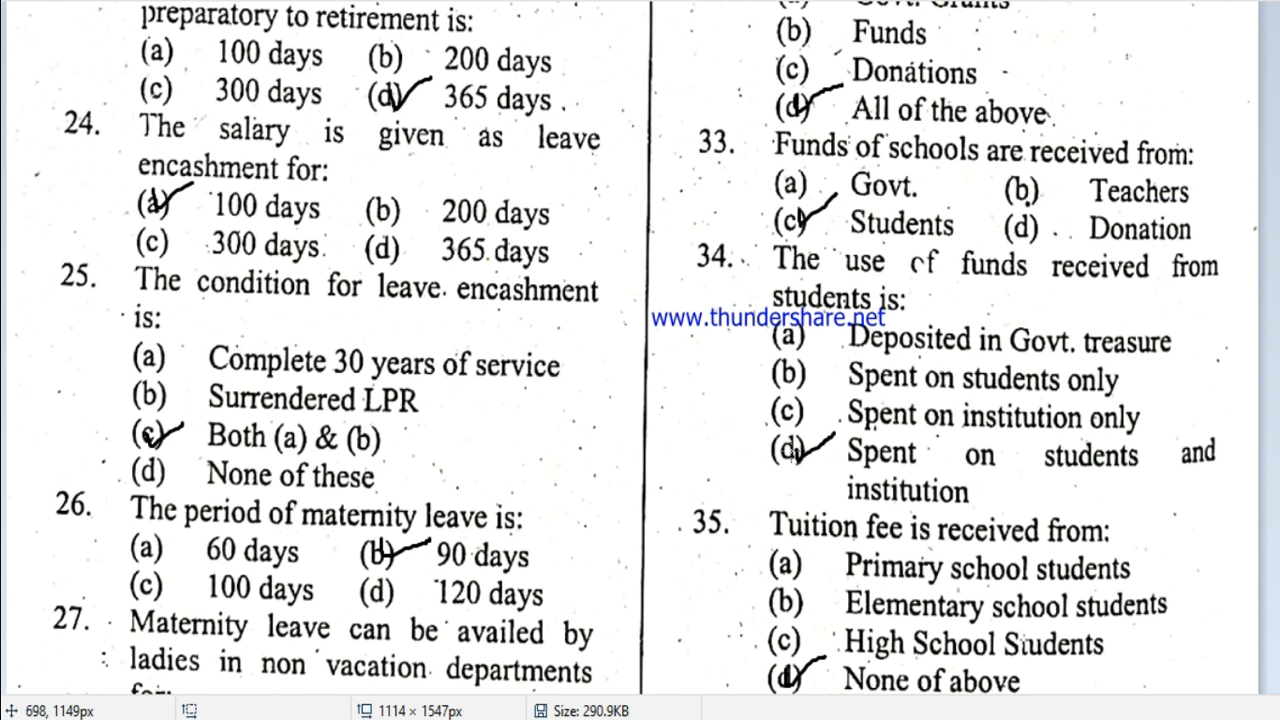 preparatory to retirement is:
(a) 100 days (b) 200 days
(c) 300 days (d) 365 days
24. The salary is given as leave
encashment for:
(a) 100 days (b) 200 days
(c) 300 days (d) 365 days
25. The condition for leave encashment
is:
(a) Complete 30 years of service
(b) Surrendered LPR
(c) Both (a) & (b)
(d) None of these
26. The period of maternity leave is:
(a) 60 days (b) 90 days
(c) 100 days (d) 120 days
27. Maternity leave can be availed by
ladies in non vacation departments
for:
(a) Govt. Grants
(b) Funds
(c) Donations
(d) All of the above
33. Funds of schools are received from:
(a) Govt. (b) Teachers
(c) Students (d) Donation
34. The use of funds received from
students is:
www.thundershare.net
(a) Deposited in Govt. treasure
(b) Spent on students only
(c) Spent on institution only
(d) Spent on students and
institution
35. Tuition fee is received from:
(a) Primary school students
(b) Elementary school students
(c) High School Students
(d) None of above
698, 1149px 1114 × 1547px Size: 290.9KB